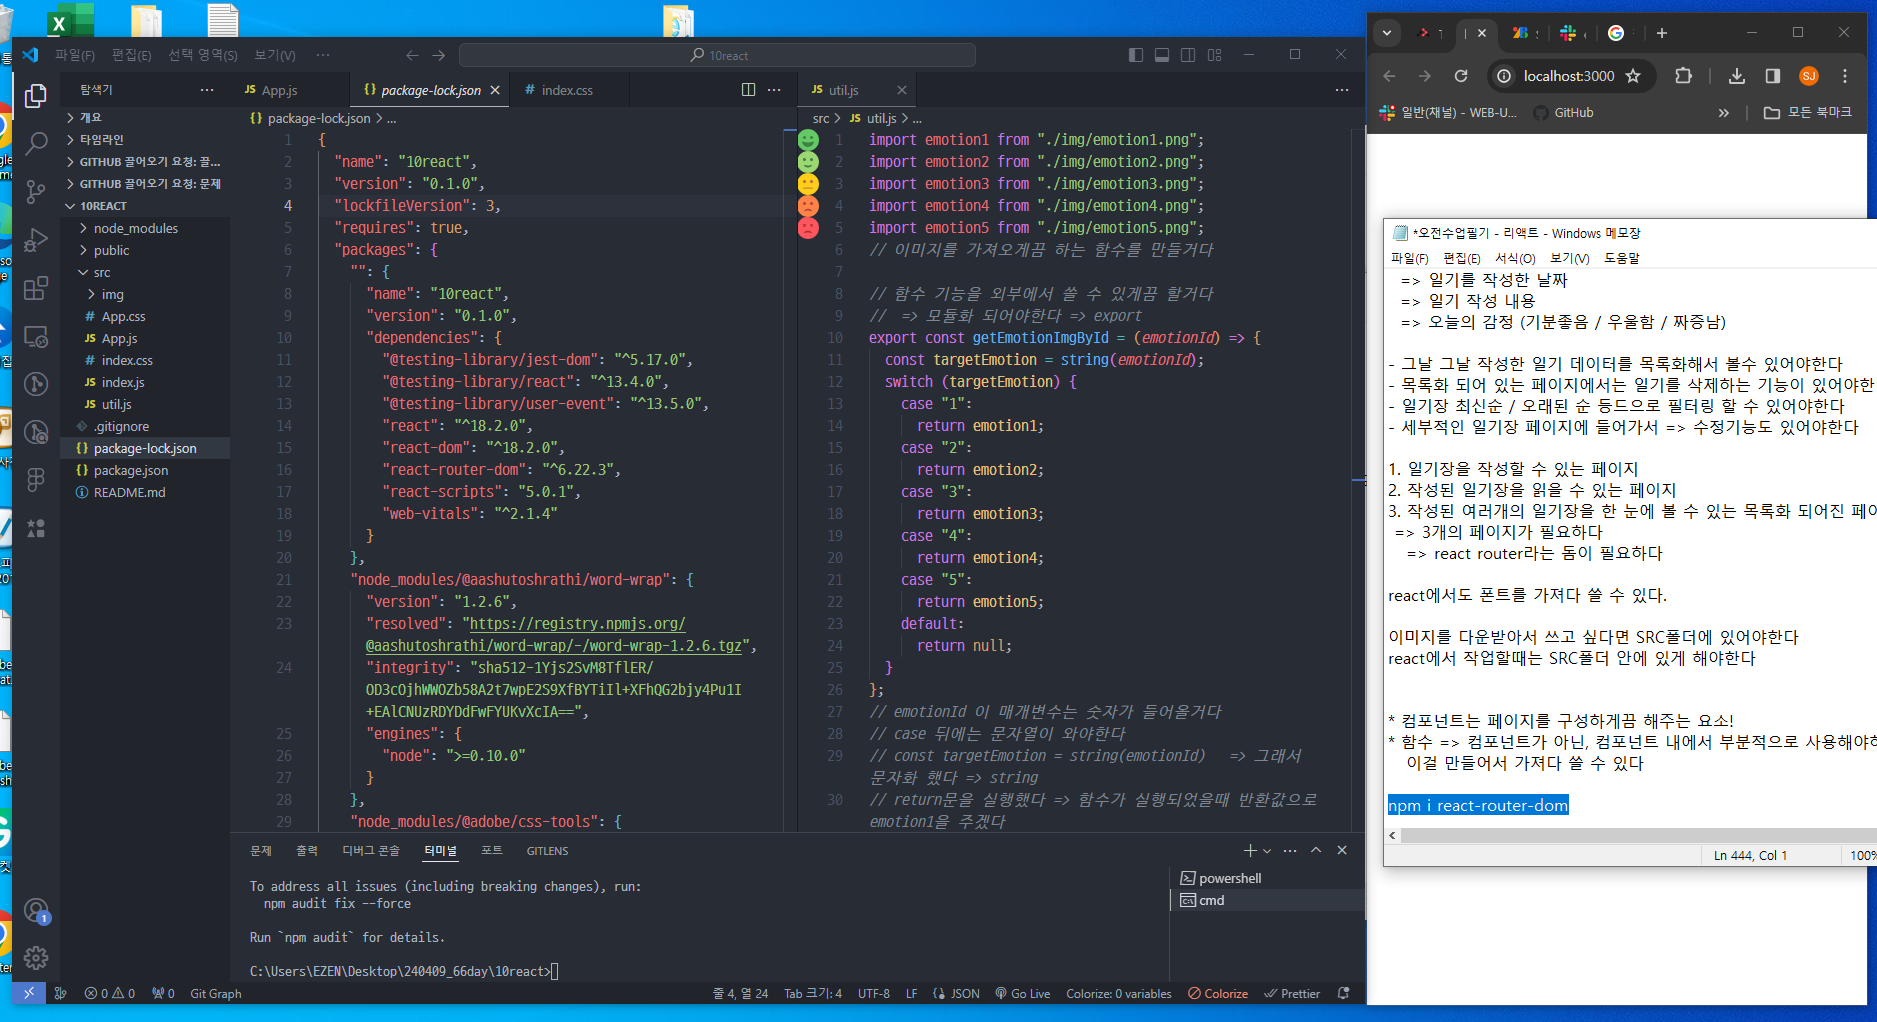 파일(F) 편집(E) 선택 영역(S) 보기(V) ···
10react
탐색기 ···
개요
타임라인
GITHUB 끌어오기 요청: 끌...
GITHUB 끌어오기 요청: 문제
10REACT
node_modules
public
src
img
# App.css
JS App.js
# index.css
JS index.js
JS util.js
.gitignore
{} package-lock.json
{} package.json
README.md
JS App.js
{} package-lock.json
# index.css
{} package-lock.json > ...
1 {
2 "name": "10react",
3 "version": "0.1.0",
4 "lockfileVersion": 3,
5 "requires": true,
6 "packages": {
7 "": {
8 "name": "10react",
9 "version": "0.1.0",
10 "dependencies": {
11 "@testing-library/jest-dom": "^5.17.0",
12 "@testing-library/react": "^13.4.0",
13 "@testing-library/user-event": "^13.5.0",
14 "react": "^18.2.0",
15 "react-dom": "^18.2.0",
16 "react-router-dom": "^6.22.3",
17 "react-scripts": "5.0.1",
18 "web-vitals": "^2.1.4"
19 }
20 },
21 "node_modules/@aashutoshrathi/word-wrap": {
22 "version": "1.2.6",
23 "resolved": "https://registry.npmjs.org/
@aashutoshrathi/word-wrap/-/word-wrap-1.2.6.tgz",
24 "integrity": "sha512-1Yjs2SvM8TflER/
OD3cOjhWWOZb58A2t7wpE2S9XfBYTiIl+XFhQG2bjy4Pu1I
+EAlCNUzRDYDdFwFYUKvXcIA==",
25 "engines": {
26 "node": ">=0.10.0"
27 }
28 },
29 "node_modules/@adobe/css-tools": {
JS util.js
src > JS util.js > ...
1 import emotion1 from "./img/emotion1.png";
2 import emotion2 from "./img/emotion2.png";
3 import emotion3 from "./img/emotion3.png";
4 import emotion4 from "./img/emotion4.png";
5 import emotion5 from "./img/emotion5.png";
6 // 이미지를 가져오게끔 하는 함수를 만들거다
7
8 // 함수 기능을 외부에서 쓸 수 있게끔 할거다
9 // => 모듈화 되어야한다 => export
10 export const getEmotionImgById = (emotionId) => {
11 const targetEmotion = string(emotionId);
12 switch (targetEmotion) {
13 case "1":
14 return emotion1;
15 case "2":
16 return emotion2;
17 case "3":
18 return emotion3;
19 case "4":
20 return emotion4;
21 case "5":
22 return emotion5;
23 default:
24 return null;
25 }
26 };
27 // emotionId 이 매개변수는 숫자가 들어올거다
28 // case 뒤에는 문자열이 와야한다
29 // const targetEmotion = string(emotionId) => 그래서
문자화 했다 => string
30 // return문을 실행했다 => 함수가 실행되었을때 반환값으로
emotion1을 주겠다
문제 출력 디버그 콘솔 터미널 포트 GITLENS
To address all issues (including breaking changes), run:
npm audit fix --force
Run `npm audit` for details.
C:\Users\EZEN\Desktop\240409_66day\10react>
powershell
cmd
0 0 0 Git Graph
줄 4, 열 24 Tab 크기: 4 UTF-8 LF {} JSON Go Live Colorize: 0 variables Colorize Prettier
localhost:3000
SJ
일반(채널) - WEB-U... GitHub » 모든 북마크
*오전수업필기 - 리액트 - Windows 메모장
파일(F) 편집(E) 서식(O) 보기(V) 도움말
=> 일기를 작성한 날짜
=> 일기 작성 내용
=> 오늘의 감정 (기분좋음 / 우울함 / 짜증남)
- 그날 그날 작성한 일기 데이터를 목록화해서 볼수 있어야한다
- 목록화 되어 있는 페이지에서는 일기를 삭제하는 기능이 있어야한
- 일기장 최신순 / 오래된 순 등드으로 필터링 할 수 있어야한다
- 세부적인 일기장 페이지에 들어가서 => 수정기능도 있어야한다
1. 일기장을 작성할 수 있는 페이지
2. 작성된 일기장을 읽을 수 있는 페이지
3. 작성된 여러개의 일기장을 한 눈에 볼 수 있는 목록화 되어진 페이
=> 3개의 페이지가 필요하다
=> react router라는 돔이 필요하다
react에서도 폰트를 가져다 쓸 수 있다.
이미지를 다운받아서 쓰고 싶다면 SRC폴더에 있어야한다
react에서 작업할때는 SRC폴더 안에 있게 해야한다
* 컴포넌트는 페이지를 구성하게끔 해주는 요소!
* 함수 => 컴포넌트가 아닌, 컴포넌트 내에서 부분적으로 사용해야하
이걸 만들어서 가져다 쓸 수 있다
npm i react-router-dom
Ln 444, Col 1 100%